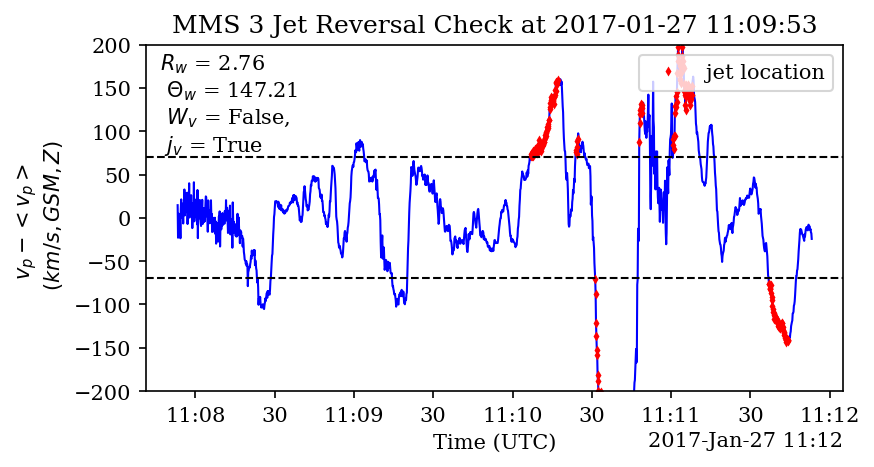 MMS 3 Jet Reversal Check at 2017-01-27 11:09:53
200
150
100
50
0
−50
−100
−150
−200
v_p − < v_p >
(km/s, GSM, Z)
R_w = 2.76
Θ_w = 147.21
W_v = False,
j_v = True
jet location
11:08 30 11:09 30 11:10 30 11:11 30 11:12
Time (UTC)
2017-Jan-27 11:12